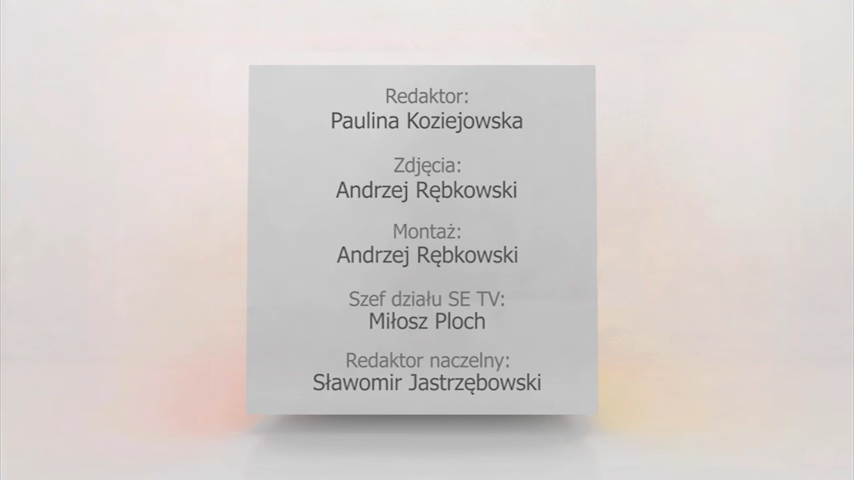 Redaktor:
Paulina Koziejowska
Zdjęcia:
Andrzej Rębkowski
Montaż:
Andrzej Rębkowski
Szef działu SE TV:
Miłosz Ploch
Redaktor naczelny:
Sławomir Jastrzębowski